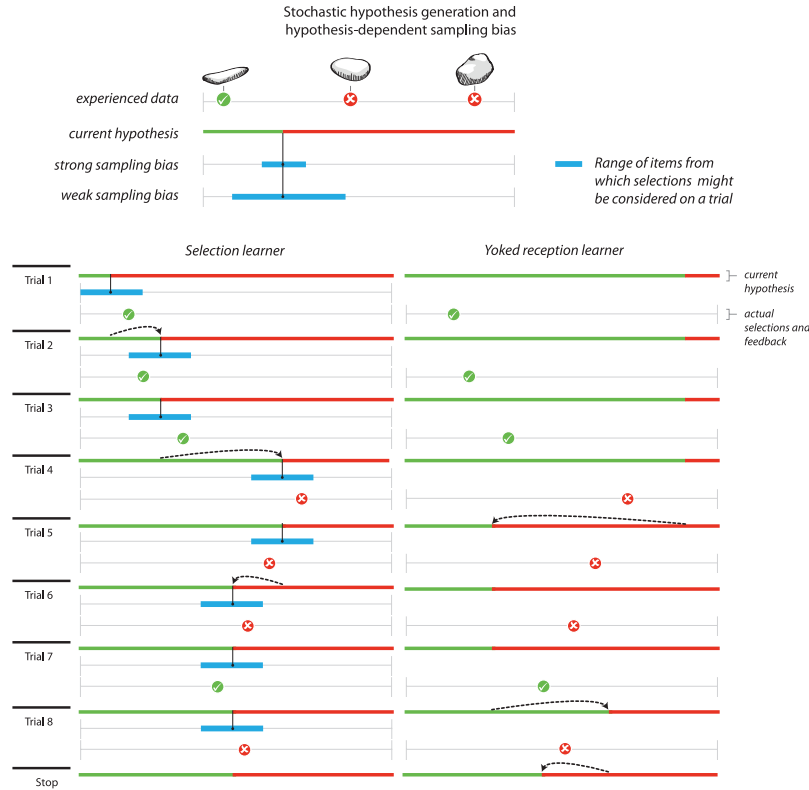 Stochastic hypothesis generation and
hypothesis-dependent sampling bias
experienced data
current hypothesis
strong sampling bias
weak sampling bias
Range of items from
which selections might
be considered on a trial
Selection learner
Yoked reception learner
Trial 1
current
hypothesis
actual
selections and
feedback
Trial 2
Trial 3
Trial 4
Trial 5
Trial 6
Trial 7
Trial 8
Stop